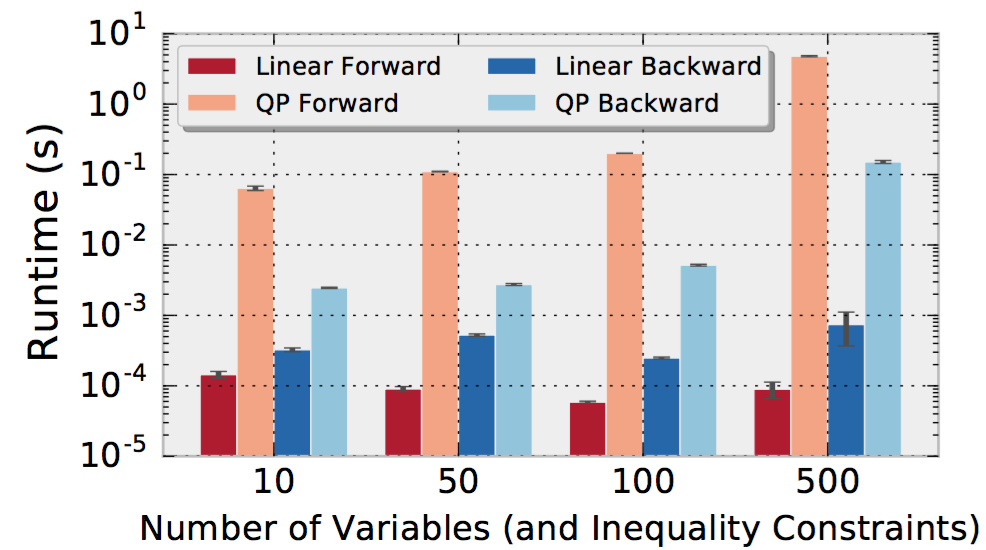 10^1
10^0
10^-1
10^-2
10^-3
10^-4
10^-5
Runtime (s)
Linear Forward
Linear Backward
QP Forward
QP Backward
10 50 100 500
Number of Variables (and Inequality Constraints)